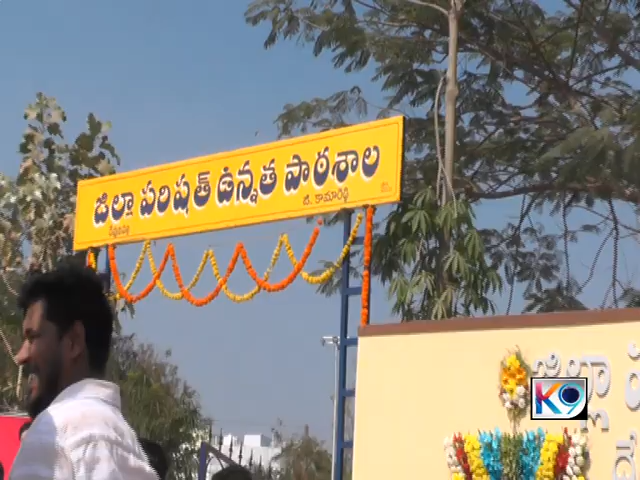 జిల్లా పరిషత్ ఉన్నత పాఠశాల
జి. కామారెడ్డి
జిల్లా
K9